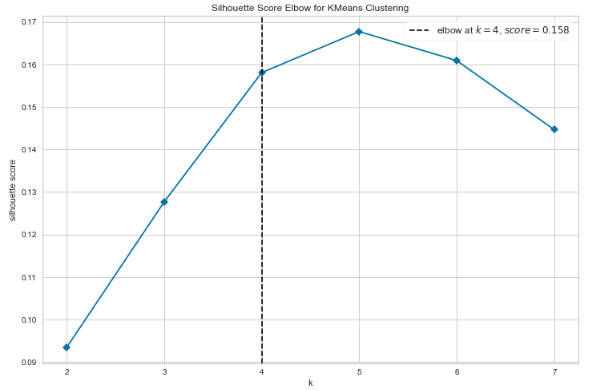 Silhouette Score Elbow for KMeans Clustering
elbow at k = 4, score = 0.158
silhouette score
0.17
0.16
0.15
0.14
0.13
0.12
0.11
0.10
0.09
2 3 4 5 6 7
k